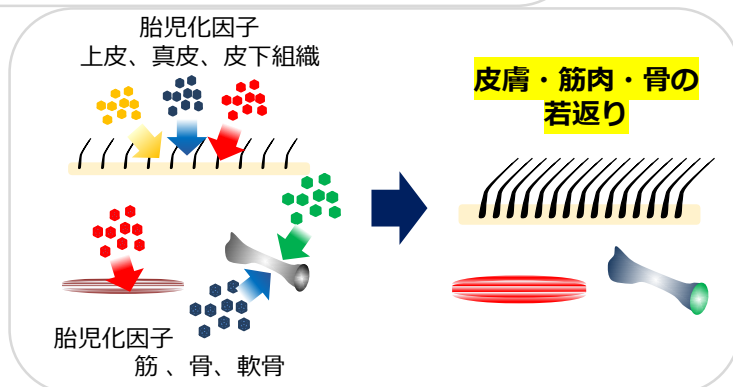 胎児化因子
上皮、真皮、皮下組織
皮膚・筋肉・骨の
若返り
胎児化因子
筋 、骨、軟骨